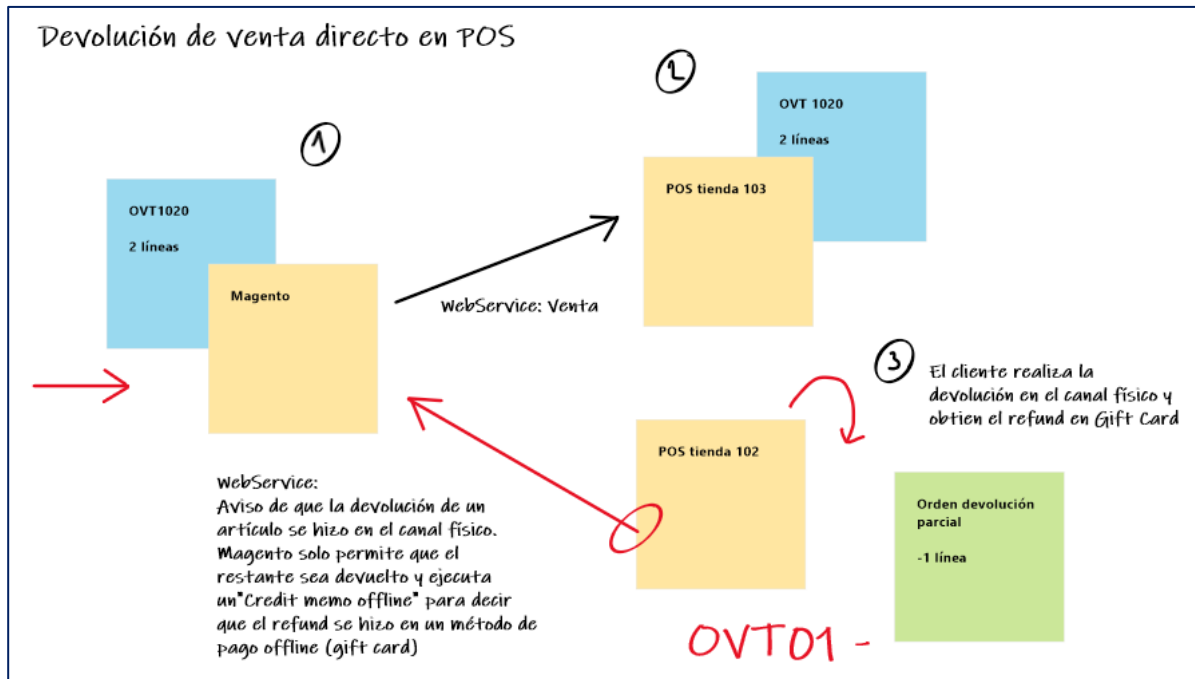 Devolución de venta directo en POS
1
OVT1020
2 líneas
Magento
WebService: Venta
2
OVT 1020
2 líneas
POS tienda 103
3
El cliente realiza la
devolución en el canal físico y
obtien el refund en Gift Card
POS tienda 102
Orden devolución
parcial
-1 línea
WebService:
Aviso de que la devolución de un
artículo se hizo en el canal físico.
Magento solo permite que el
restante sea devuelto y ejecuta
un"Credit memo offline" para decir
que el refund se hizo en un método de
pago offline (gift card)
OVT01 -